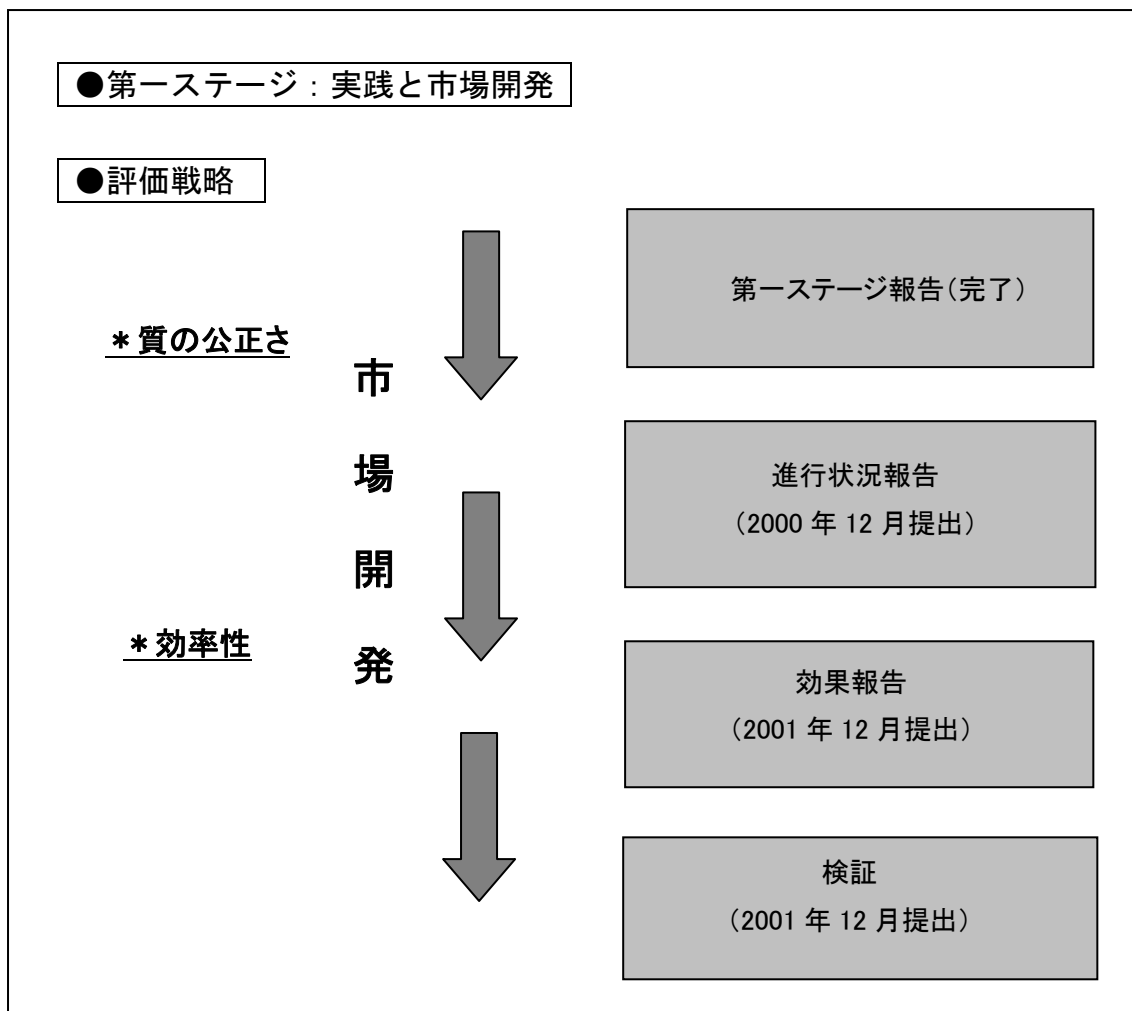 ●第一ステージ：実践と市場開発
●評価戦略
第一ステージ報告（完了）
＊質の公正さ
市場開発
進行状況報告
（2000 年 12 月提出）
＊効率性
効果報告
（2001 年 12 月提出）
検証
（2001 年 12 月提出）